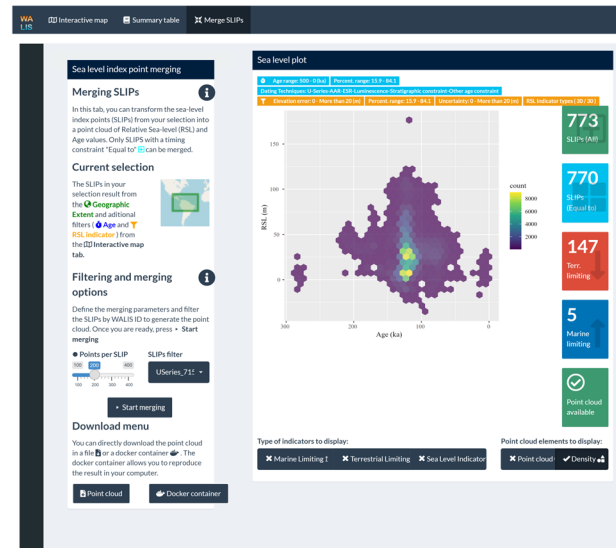 WA
LIS
Interactive map
Summary table
Merge SLIPs
Sea level index point merging
Merging SLIPs
In this tab, you can transform the sea-level
index points (SLIPs) from your selection into
a point cloud of Relative Sea-level (RSL) and
Age values. Only SLIPS with a timing
constraint "Equal to" can be merged.
Current selection
The SLIPs in your
selection result from
the Geographic
Extent and aditional
filters ( Age and
RSL indicator ) from
the Interactive map
tab.
Filtering and merging
options
Define the merging parameters and filter
the SLIPs by WALIS ID to generate the point
cloud. Once you are ready, press Start
merging
Points per SLIP
100 200 400
100 200 300 400
SLIPs filter
USeries_715
Start merging
Download menu
You can directly download the point cloud
in a file or a docker container . The
docker container allows you to reproduce
the result in your computer.
Point cloud
Docker container
Sea level plot
Age range: 500 - 0 (ka) Percent. range: 15.9 - 84.1
Dating Techniques: U-Series-AAR-ESR-Luminescence-Stratigraphic constraint-Other age constraint
Elevation error: 0 - More than 20 (m) Percent. range: 15.9 - 84.1 Uncertainty: 0 - More than 20 (m) RSL Indicator types ( 30 / 30 )
150
100
50
0
RSL (m)
300
200
100
0
Age (ka)
count
8000
6000
4000
2000
773
SLIPs (All)
770
SLIPs
(Equal to)
147
Terr.
limiting
5
Marine
limiting
Point cloud
available
Type of indicators to display:
Marine Limiting
Terrestrial Limiting
Sea Level Indicator
Point cloud elements to display:
Point cloud
Density